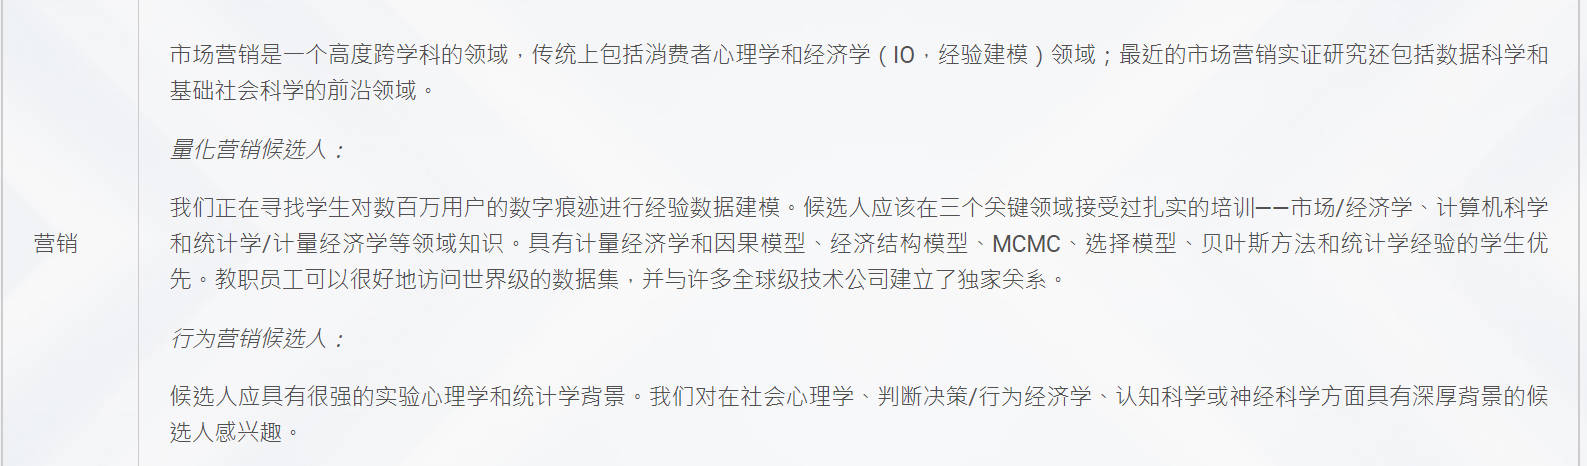 市场营销是一个高度跨学科的领域，传统上包括消费者心理学和经济学（IO，经验建模）领域；最近的市场营销实证研究还包括数据科学和
基础社会科学的前沿领域。
量化营销候选人：
我们正在寻找学生对数百万用户的数字痕迹进行经验数据建模。候选人应该在三个关键领域接受过扎实的培训——市场/经济学、计算机科学
和统计学/计量经济学等领域知识。具有计量经济学和因果模型、经济结构模型、MCMC、选择模型、贝叶斯方法和统计学经验的学生优
先。教职员工可以很好地访问世界级的数据集，并与许多全球级技术公司建立了独家关系。
营销
行为营销候选人：
候选人应具有很强的实验心理学和统计学背景。我们对在社会心理学、判断决策/行为经济学、认知科学或神经科学方面具有深厚背景的候
选人感兴趣。